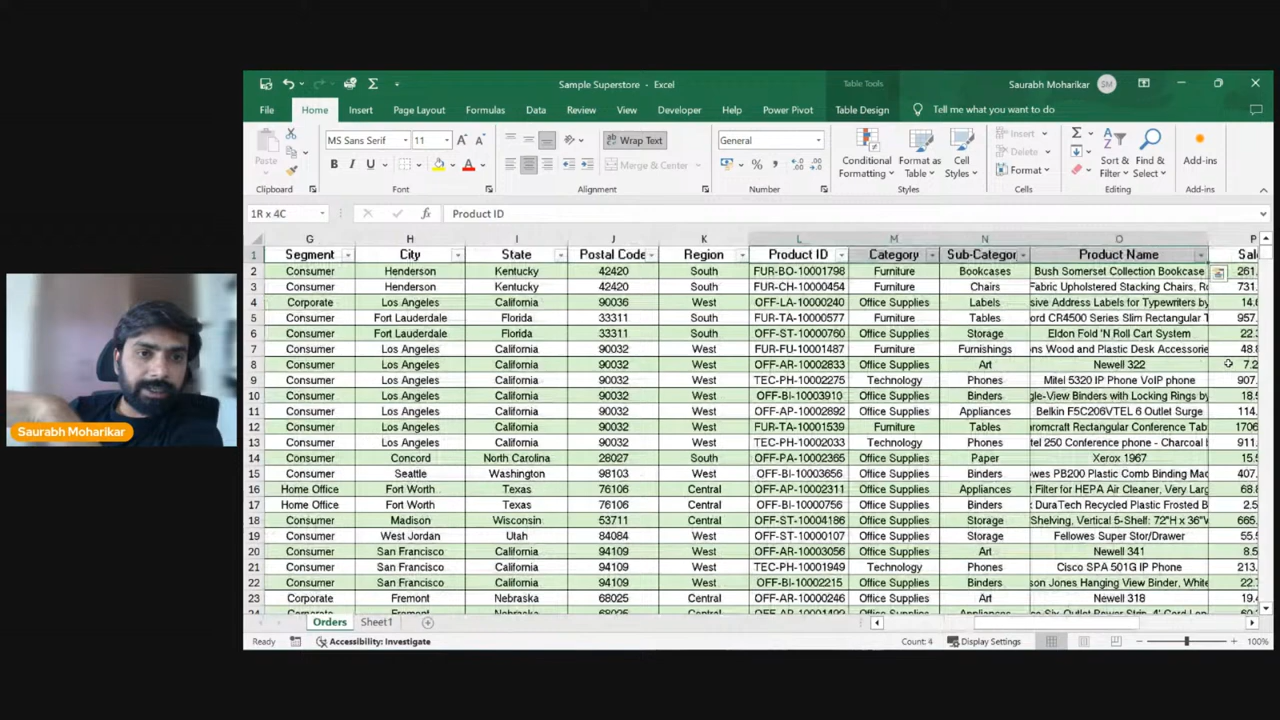 Sample Superstore - Excel
Table Tools
Saurabh Moharikar
SM
File Home Insert Page Layout Formulas Data Review View Developer Help Power Pivot Table Design Tell me what you want to do
MS Sans Serif 11
Wrap Text
General
Insert
Paste
Conditional Formatting
Format as Table
Cell Styles
Delete
Sort & Filter
Find & Select
Add-ins
B I U
Merge & Center
Format
Clipboard Font Alignment Number Styles Cells Editing Add-ins
1R x 4C fx Product ID
G H I J K L M N O P
1 Segment City State Postal Code Region Product ID Category Sub-Categor Product Name Sal
2 Consumer Henderson Kentucky 42420 South FUR-BO-10001798 Furniture Bookcases Bush Somerset Collection Bookcase 261.
3 Consumer Henderson Kentucky 42420 South FUR-CH-10000454 Furniture Chairs Fabric Upholstered Stacking Chairs, Ro 731.
4 Corporate Los Angeles California 90036 West OFF-LA-10000240 Office Supplies Labels ive Address Labels for Typewriters by 14.
5 Consumer Fort Lauderdale Florida 33311 South FUR-TA-10000577 Furniture Tables ord CR4500 Series Slim Rectangular T 957.
6 Consumer Fort Lauderdale Florida 33311 South OFF-ST-10000760 Office Supplies Storage Eldon Fold 'N Roll Cart System 22.
7 Consumer Los Angeles California 90032 West FUR-FU-10001487 Furniture Furnishings ons Wood and Plastic Desk Accessorie 48.8
8 Consumer Los Angeles California 90032 West OFF-AR-10002833 Office Supplies Art Newell 322 7.2
9 Consumer Los Angeles California 90032 West TEC-PH-10002275 Technology Phones Mitel 5320 IP Phone VoIP phone 907.
10 Consumer Los Angeles California 90032 West OFF-BI-10003910 Office Supplies Binders gle-View Binders with Locking Rings by 18.5
11 Consumer Los Angeles California 90032 West OFF-AP-10002892 Office Supplies Appliances Belkin F5C206VTEL 6 Outlet Surge 114.
12 Consumer Los Angeles California 90032 West FUR-TA-10001539 Furniture Tables romcraft Rectangular Conference Tab 1706
13 Consumer Los Angeles California 90032 West TEC-PH-10002033 Technology Phones tel 250 Conference phone - Charcoal b 911.
14 Consumer Concord North Carolina 28027 South OFF-PA-10002365 Office Supplies Paper Xerox 1967 15.5
15 Consumer Seattle Washington 98103 West OFF-BI-10003656 Office Supplies Binders owes PB200 Plastic Comb Binding Mac 407.
16 Home Office Fort Worth Texas 76106 Central OFF-AP-10002311 Office Supplies Appliances Filter for HEPA Air Cleaner, Very Larg 68.8
17 Home Office Fort Worth Texas 76106 Central OFF-BI-10000756 Office Supplies Binders x DuraTech Recycled Plastic Frosted B 2.5
18 Consumer Madison Wisconsin 53711 Central OFF-ST-10004186 Office Supplies Storage Shelving, Vertical 5-Shelf: 72"H x 36"W 665.
19 Consumer West Jordan Utah 84084 West OFF-ST-10000107 Office Supplies Storage Fellowes Super Stor/Drawer 55.5
20 Consumer San Francisco California 94109 West OFF-AR-10003056 Office Supplies Art Newell 341 8.5
21 Consumer San Francisco California 94109 West TEC-PH-10001949 Technology Phones Cisco SPA 501G IP Phone 213.
22 Consumer San Francisco California 94109 West OFF-BI-10002215 Office Supplies Binders son Jones Hanging View Binder, White 22.7
23 Corporate Fremont Nebraska 68025 Central OFF-AR-10000246 Office Supplies Art Newell 318 19.4
24 Corporate Fremont Nebraska 68025 Central Office Supplies Appliances
Orders Sheet1
Ready Accessibility: Investigate Count: 4 Display Settings 100%
Saurabh Moharikar